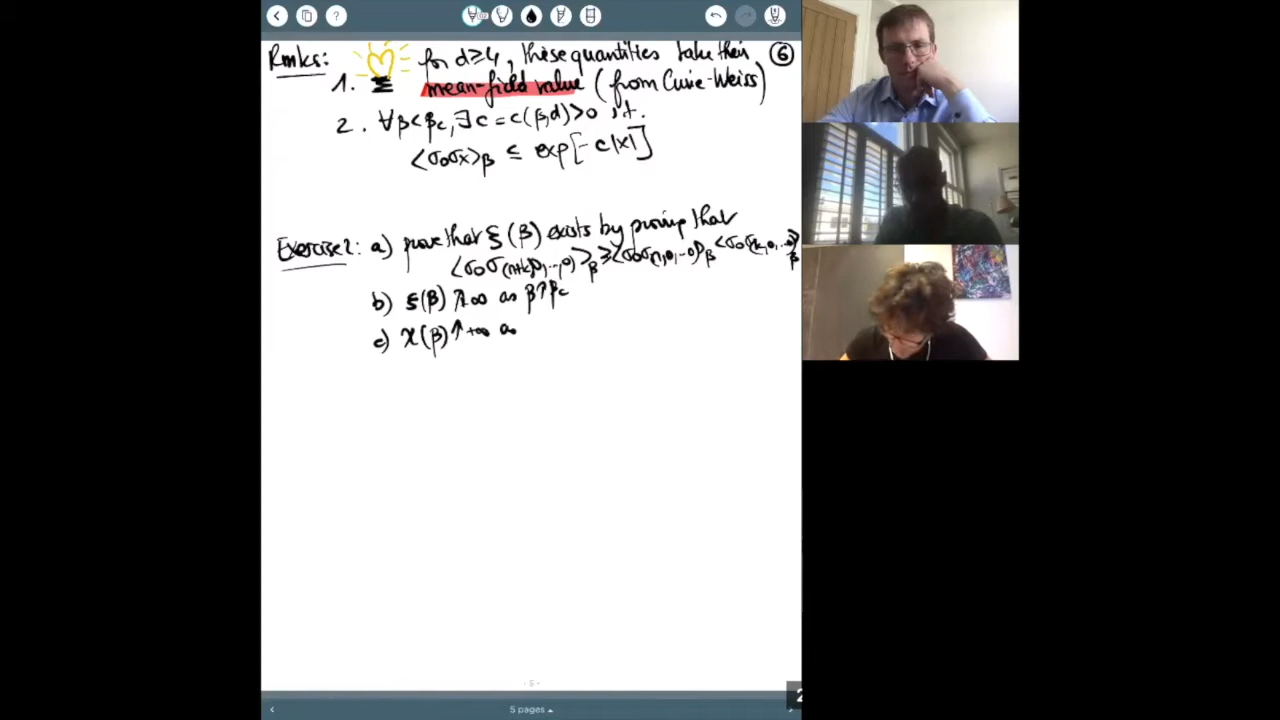 ?
Rmks: for d≥4, these quantities take their ⑥
1. mean-field value (from Curie-Weiss)
2. ∀β<βc, ∃c = c(β,d)>0 s.t.
⟨σ₀σx⟩β ≤ exp[-c|x|]
Exercise 2: a) prove that ξ(β) exists by proving that
⟨σ₀σ(n+k,0,…,0)⟩β ≥ ⟨σ₀σ(n,0,…,0)⟩β ⟨σ₀σ(k,0,…,0)⟩β
b) ξ(β) ↑+∞ as β↑βc
c) χ(β)↑+∞ as
- 5 -
5 pages